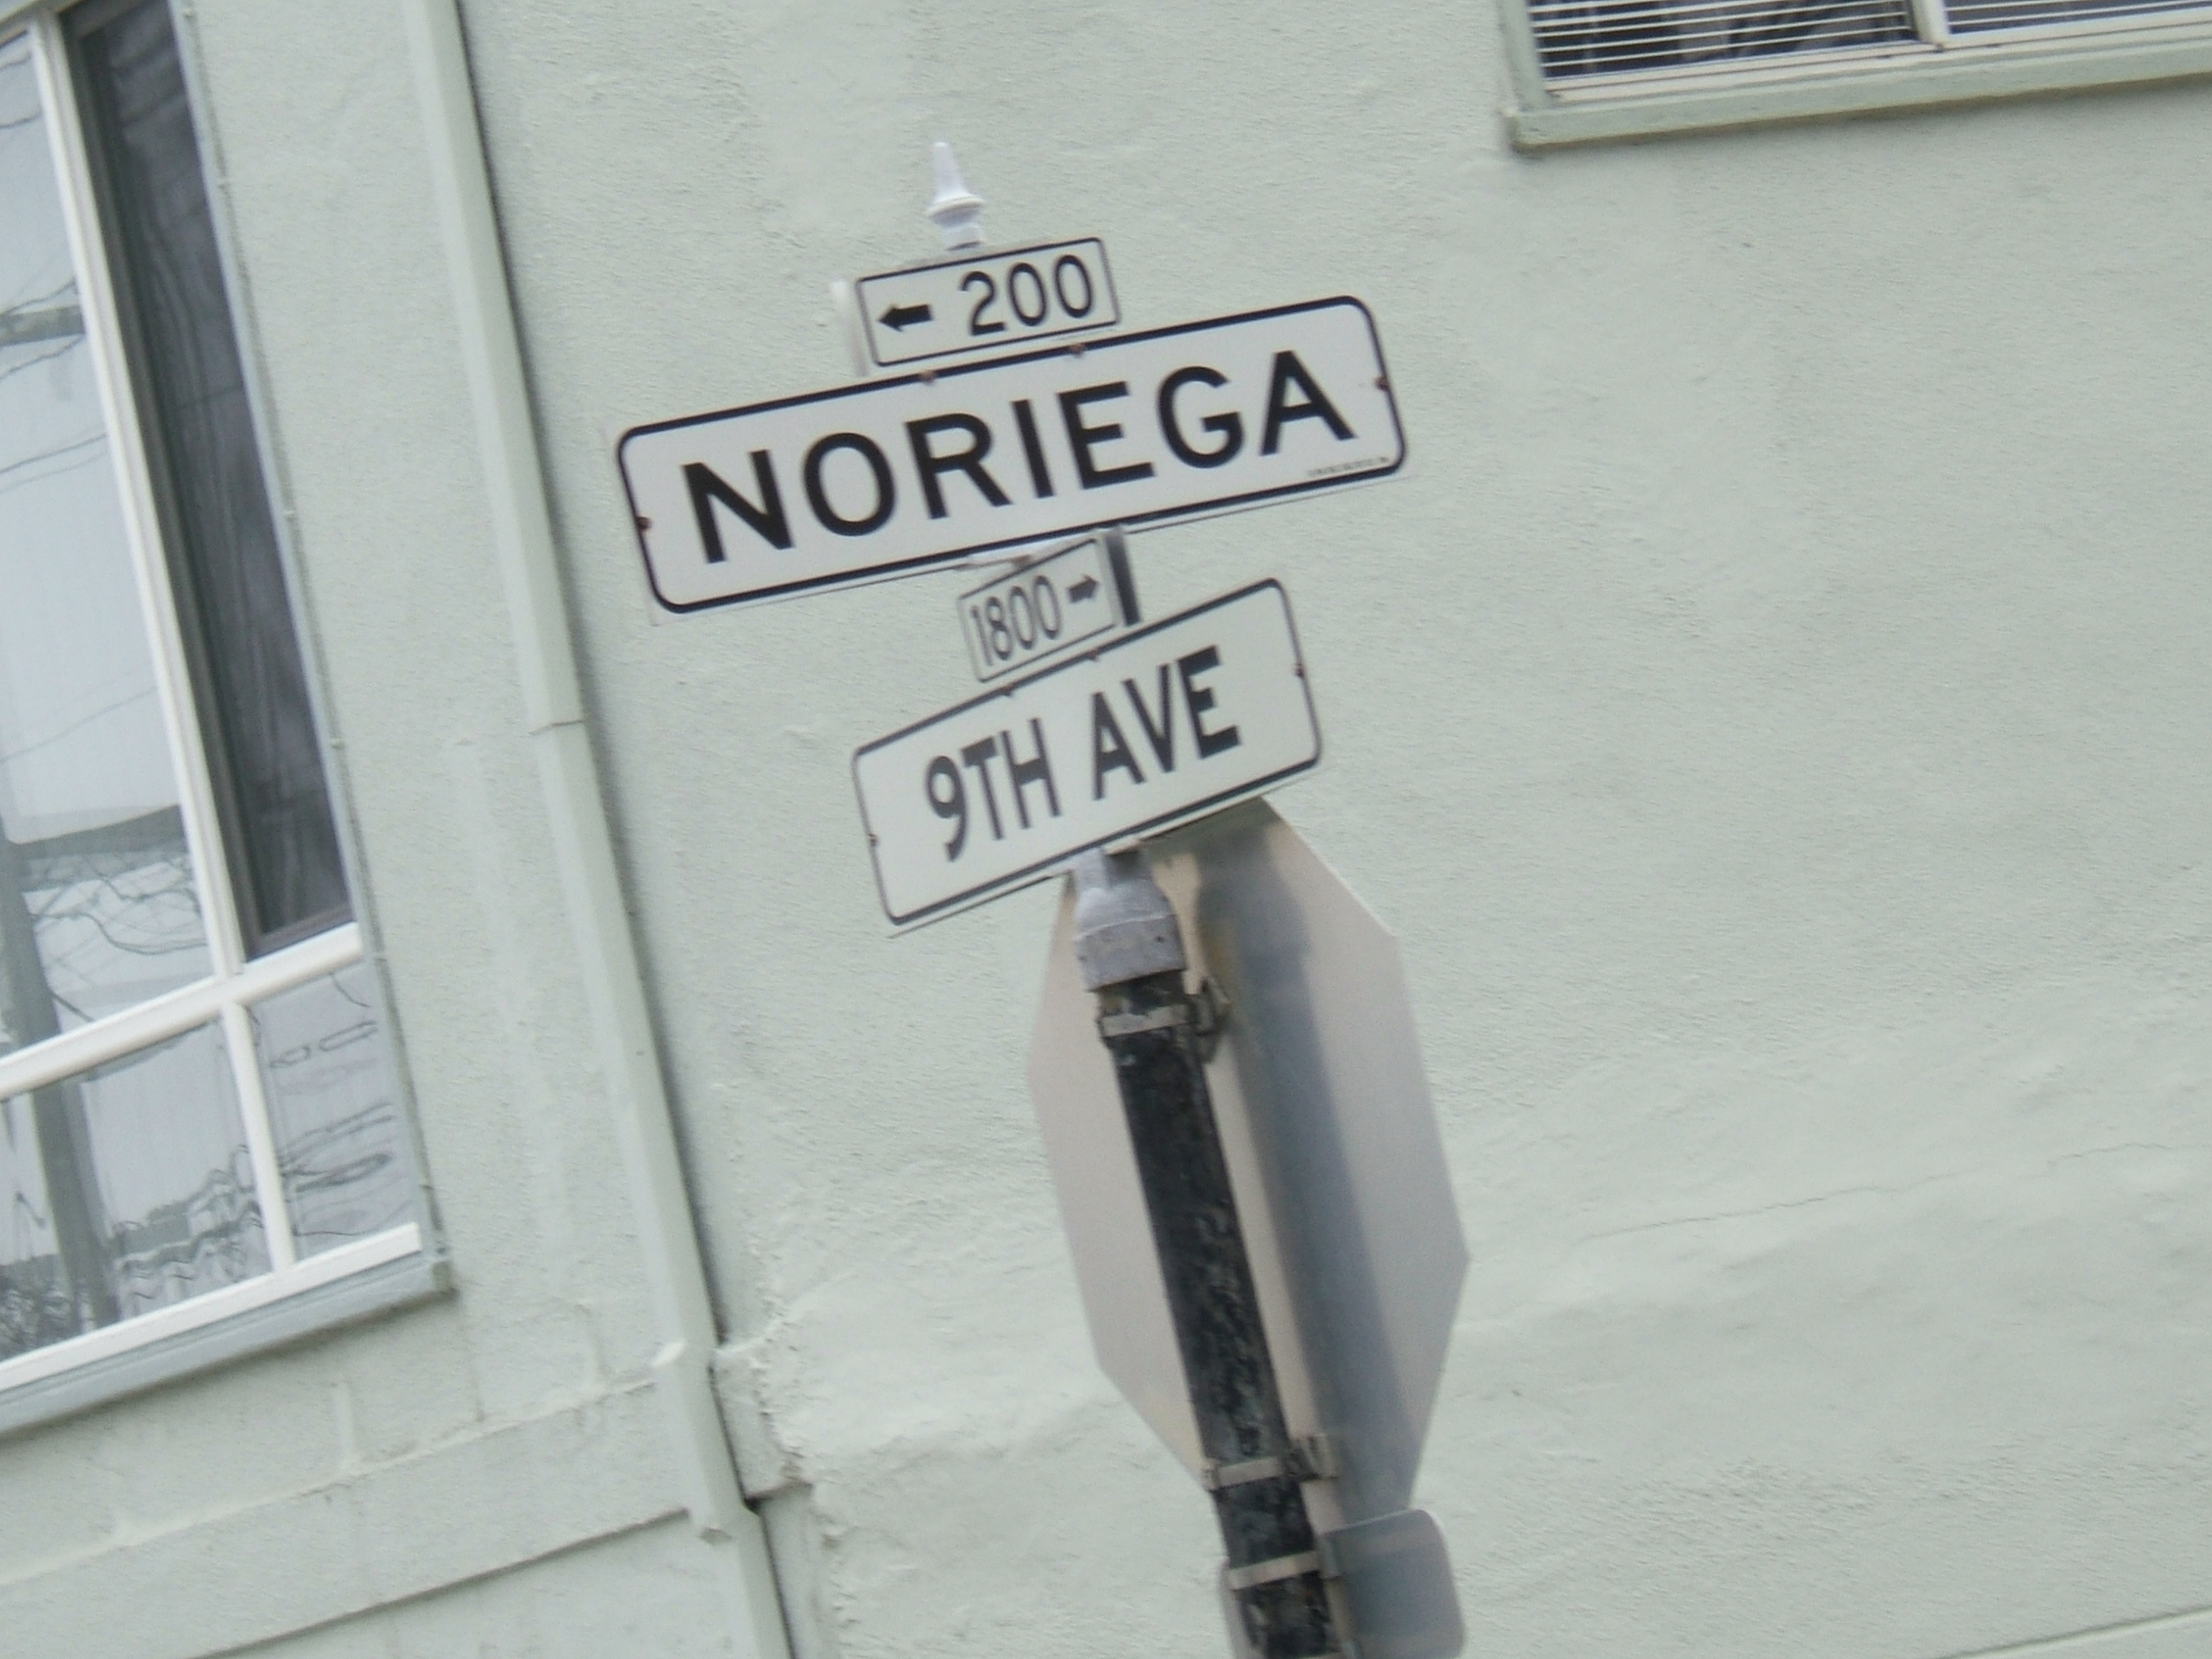 ← 200
NORIEGA
1800 →
9TH AVE